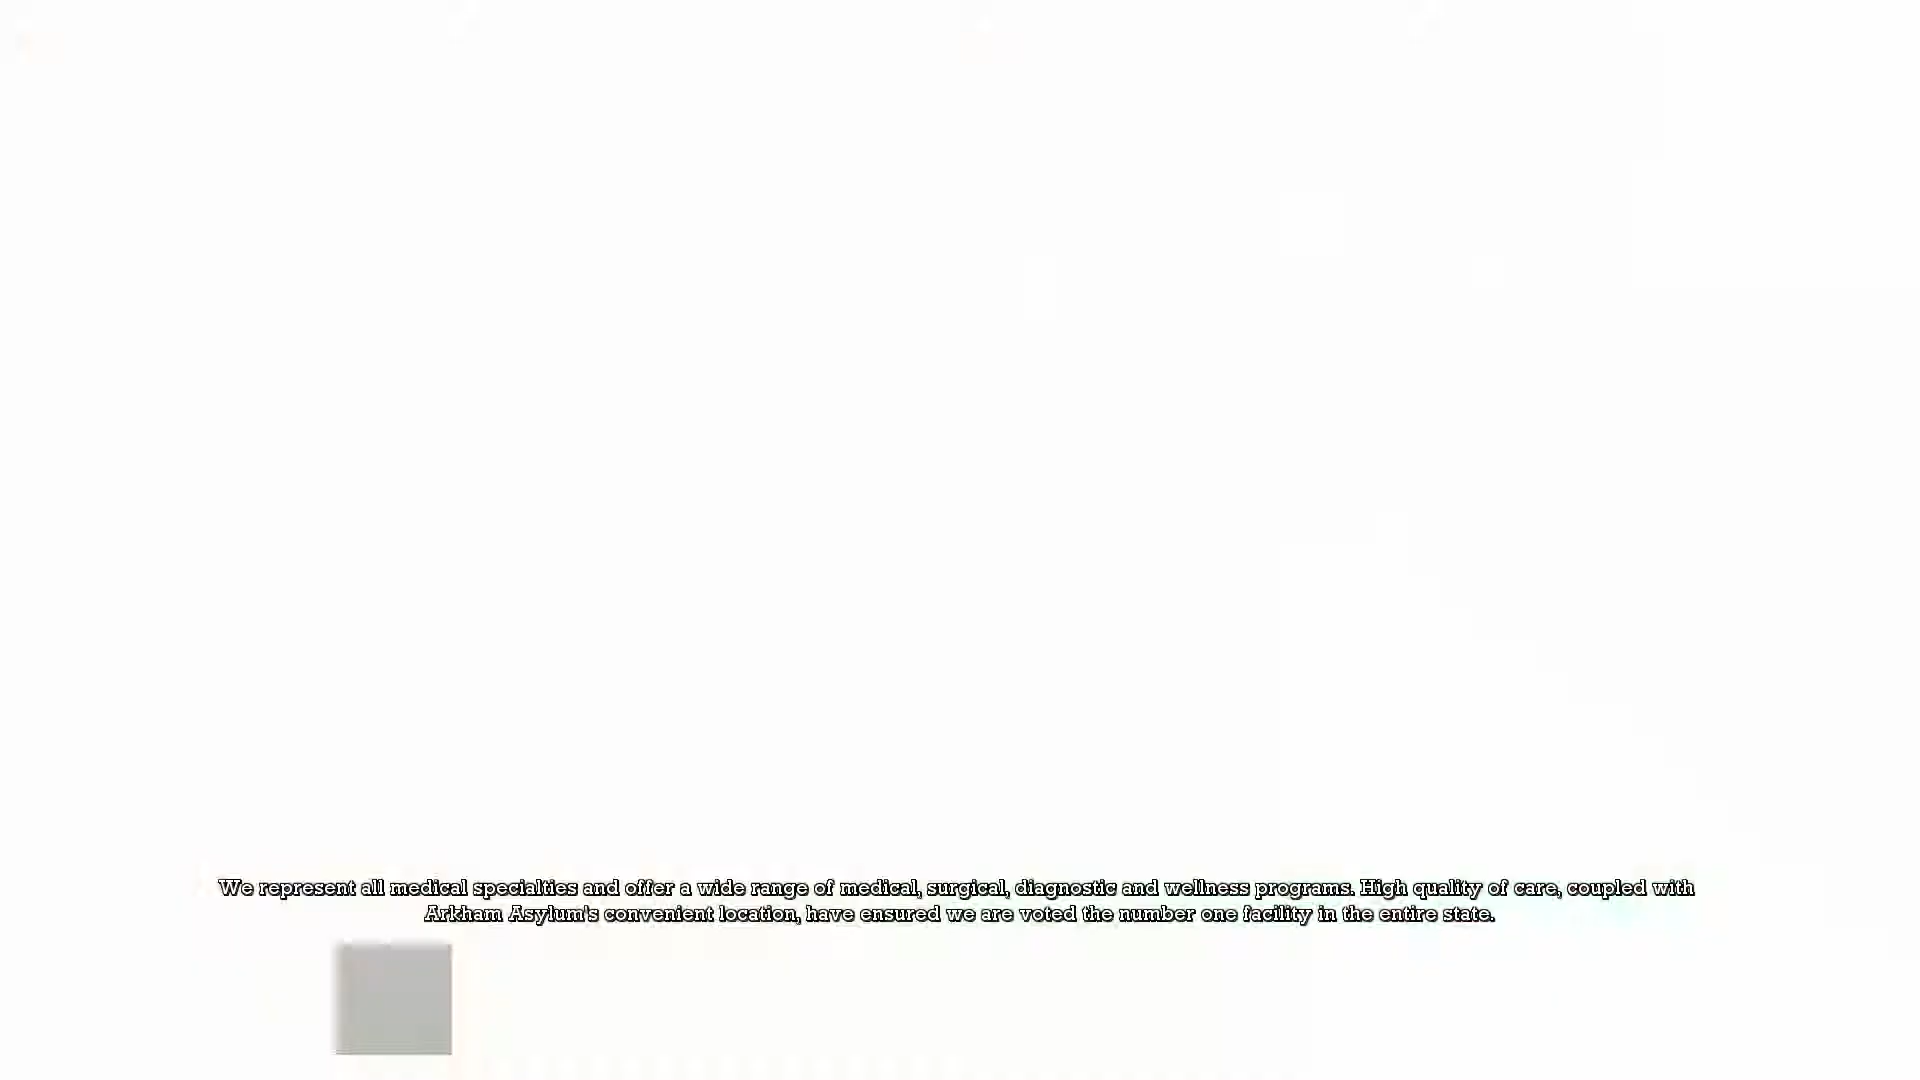 We represent all medical specialties and offer a wide range of medical, surgical, diagnostic and wellness programs. High quality of care, coupled with
Arkham Asylum's convenient location, have ensured we are voted the number one facility in the entire state.